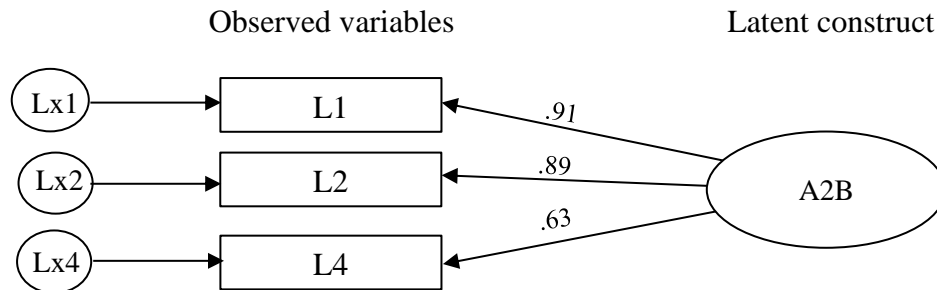 Observed variables
Latent construct
Lx1
L1
.91
Lx2
L2
.89
A2B
Lx4
L4
.63